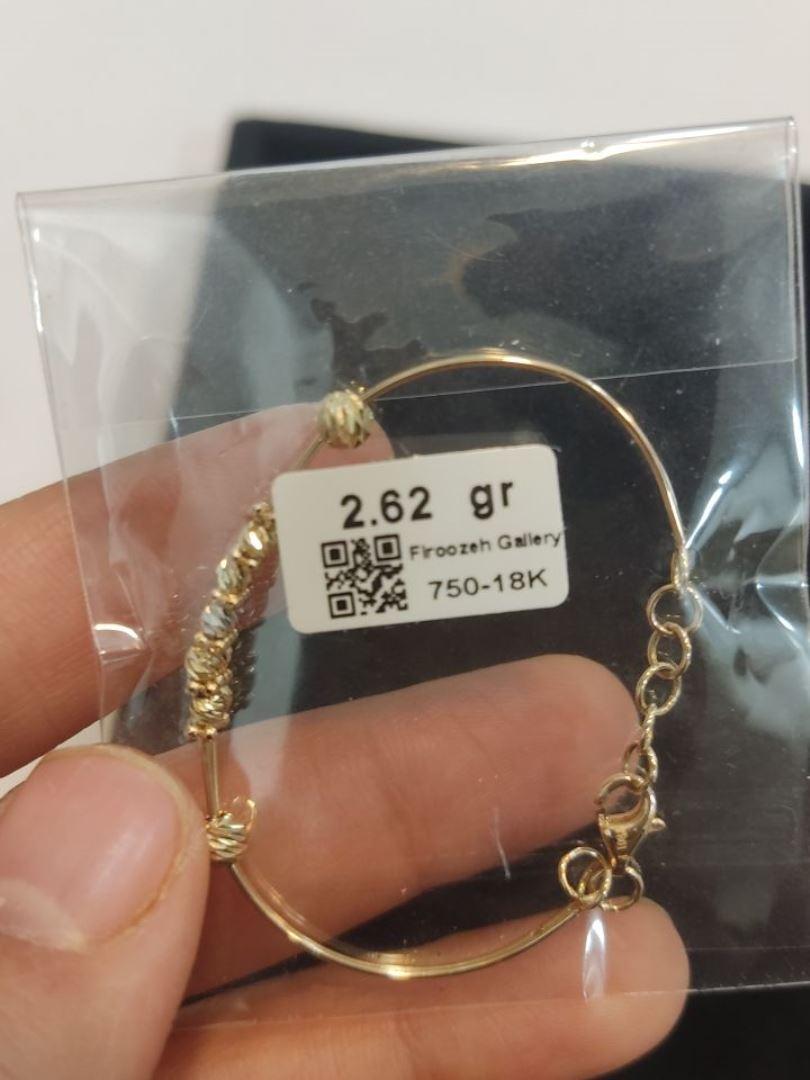 2.62 gr
Firoozeh Gallery
750-18K